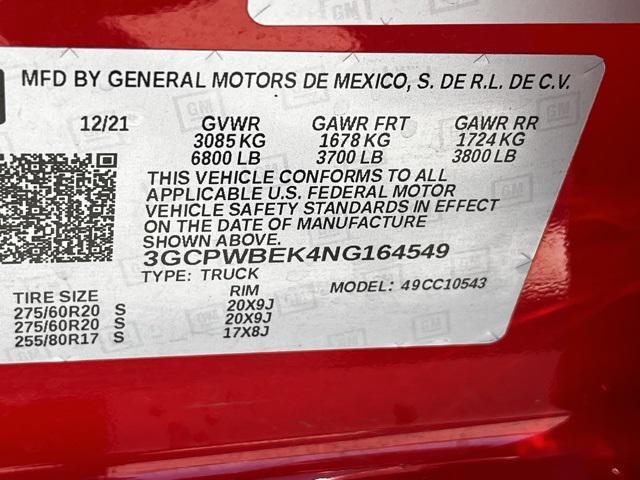 MFD BY GENERAL MOTORS DE MEXICO, S. DE R.L. DE C.V.
12/21 GVWR GAWR FRT GAWR RR
3085 KG 1678 KG 1724 KG
6800 LB 3700 LB 3800 LB
THIS VEHICLE CONFORMS TO ALL
APPLICABLE U.S. FEDERAL MOTOR
VEHICLE SAFETY STANDARDS IN EFFECT
ON THE DATE OF MANUFACTURE
SHOWN ABOVE
3GCPWBEK4NG164549
TYPE: TRUCK MODEL: 49CC10543
TIRE SIZE RIM
275/60R20 S 20X9J
275/60R20 S 20X9J
255/80R17 S 17X8J